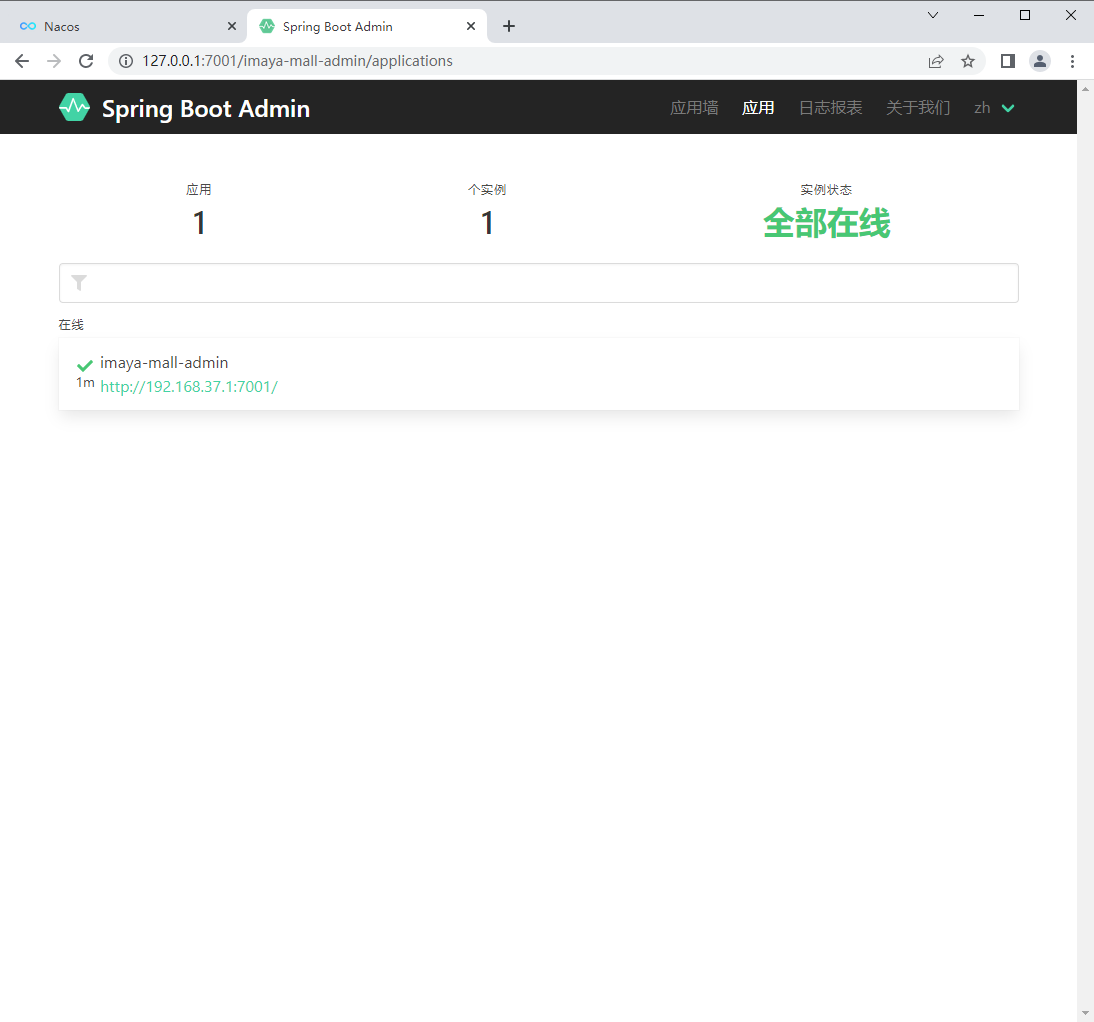 Nacos
Spring Boot Admin
127.0.0.1:7001/imaya-mall-admin/applications
Spring Boot Admin 应用墙 应用 日志报表 关于我们 zh
应用 个实例 实例状态
1 1 全部在线
在线
imaya-mall-admin
1m http://192.168.37.1:7001/